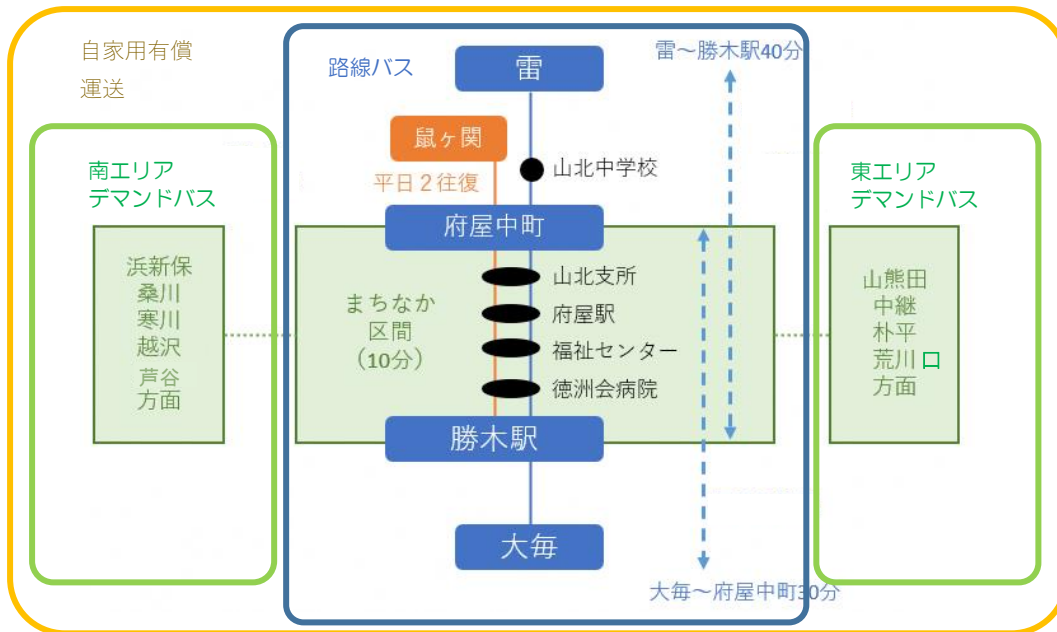 自家用有償
運送
路線バス
雷
雷～勝木駅40分
鼠ヶ関
平日２往復
山北中学校
南エリア
デマンドバス
東エリア
デマンドバス
府屋中町
浜新保
桑川
寒川
越沢
芦谷
方面
まちなか
区間
（10分）
山北支所
府屋駅
福祉センター
徳洲会病院
山熊田
中継
朴平
荒川口
方面
勝木駅
大毎
大毎～府屋中町30分